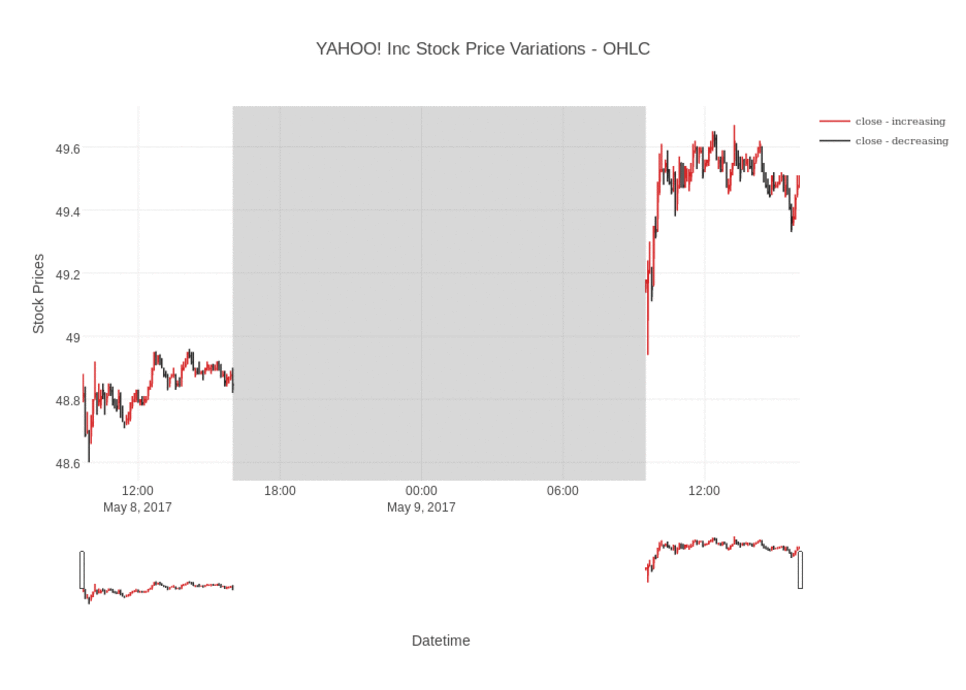 YAHOO! Inc Stock Price Variations - OHLC
close - increasing
close - decreasing
Stock Prices
49.6
49.4
49.2
49
48.8
48.6
12:00 18:00 00:00 06:00 12:00
May 8, 2017 May 9, 2017
Datetime